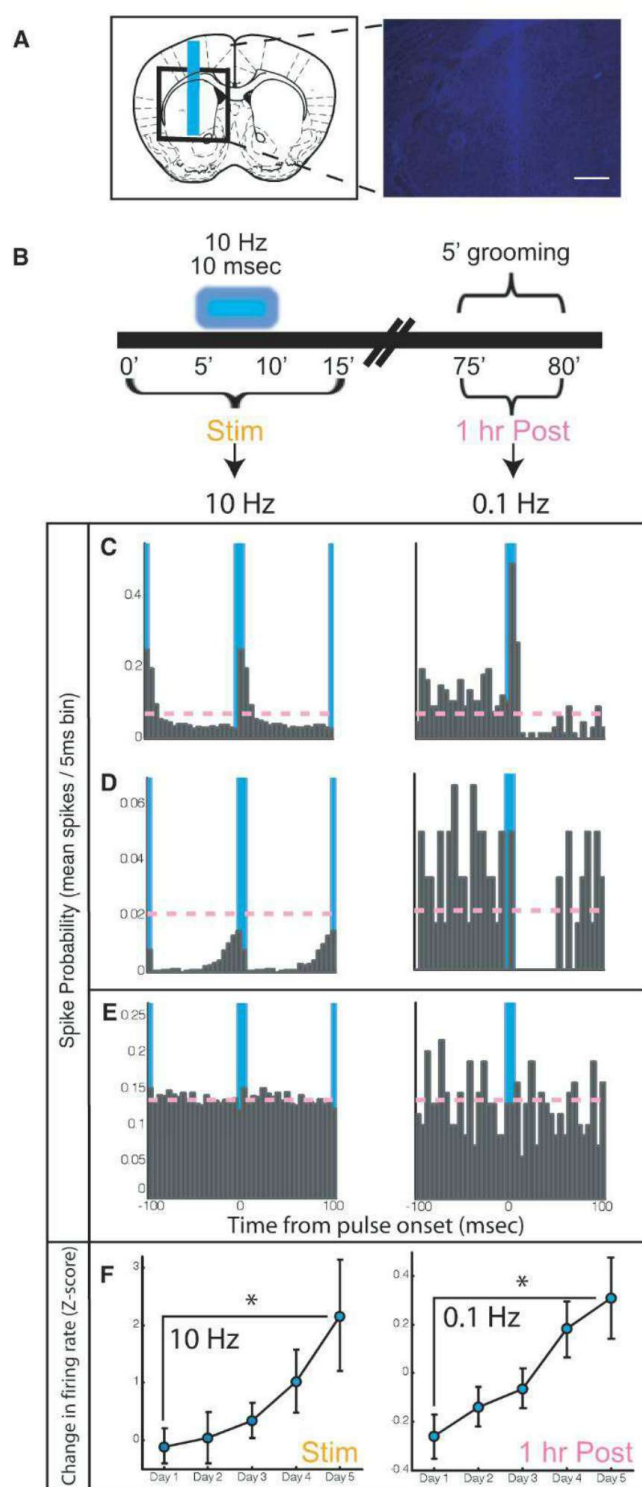 A
B
10 Hz
10 msec
5’ grooming
0’ 5’ 10’ 15’ 75’ 80’
Stim 1 hr Post
10 Hz 0.1 Hz
Spike Probability (mean spikes / 5ms bin)
C
0.4
0.2
0
D
0.06
0.04
0.02
0
E
0.25
0.2
0.15
0.1
0.05
0
-100 0 100 -100 0 100
Time from pulse onset (msec)
Change in firing rate (Z-score)
F
3
2
1
0
*
10 Hz
Stim
Day 1 Day 2 Day 3 Day 4 Day 5
0.4
0.2
0
-0.2
-0.4
*
0.1 Hz
1 hr Post
Day 1 Day 2 Day 3 Day 4 Day 5